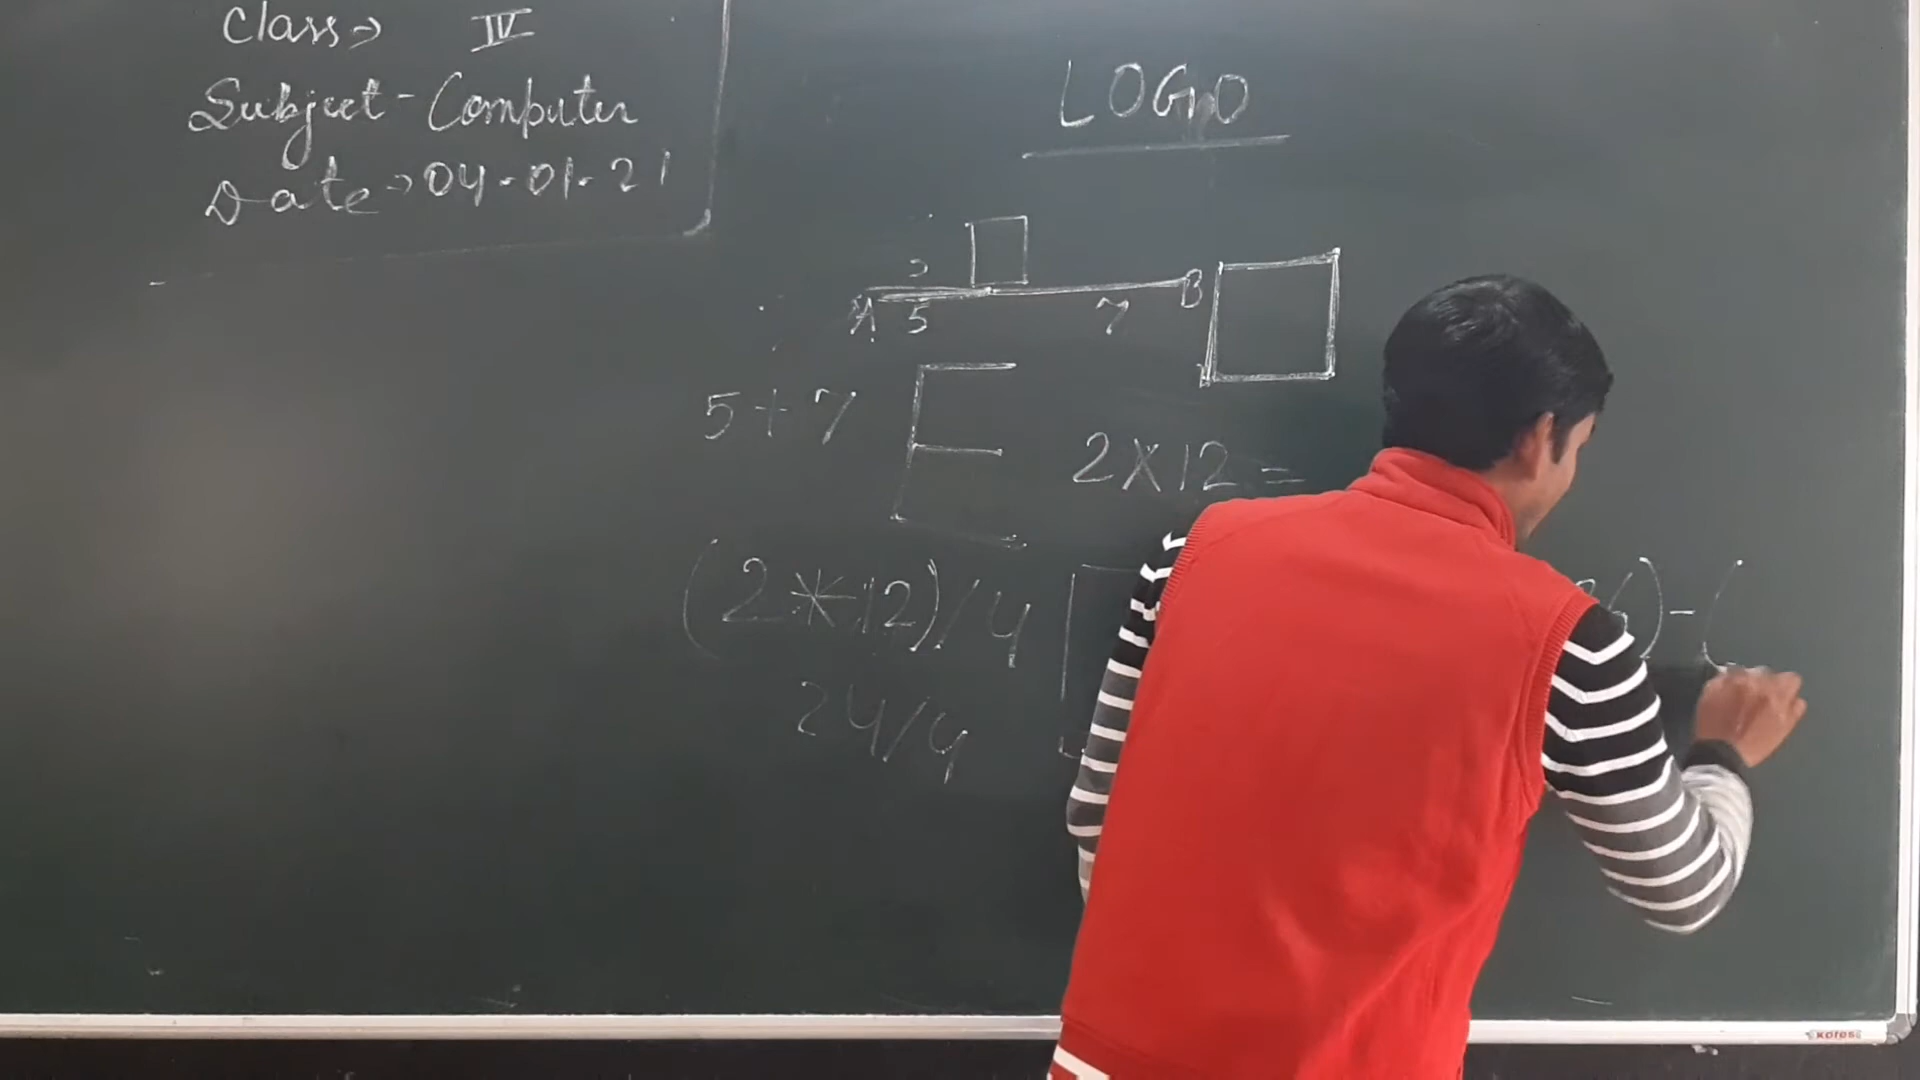 Class → IV
Subject - Computer
Date → 04.01.21
LOGO
A 5 7 B
5+7
2X12 =
(2*12)/4
) - (
24/4
kores